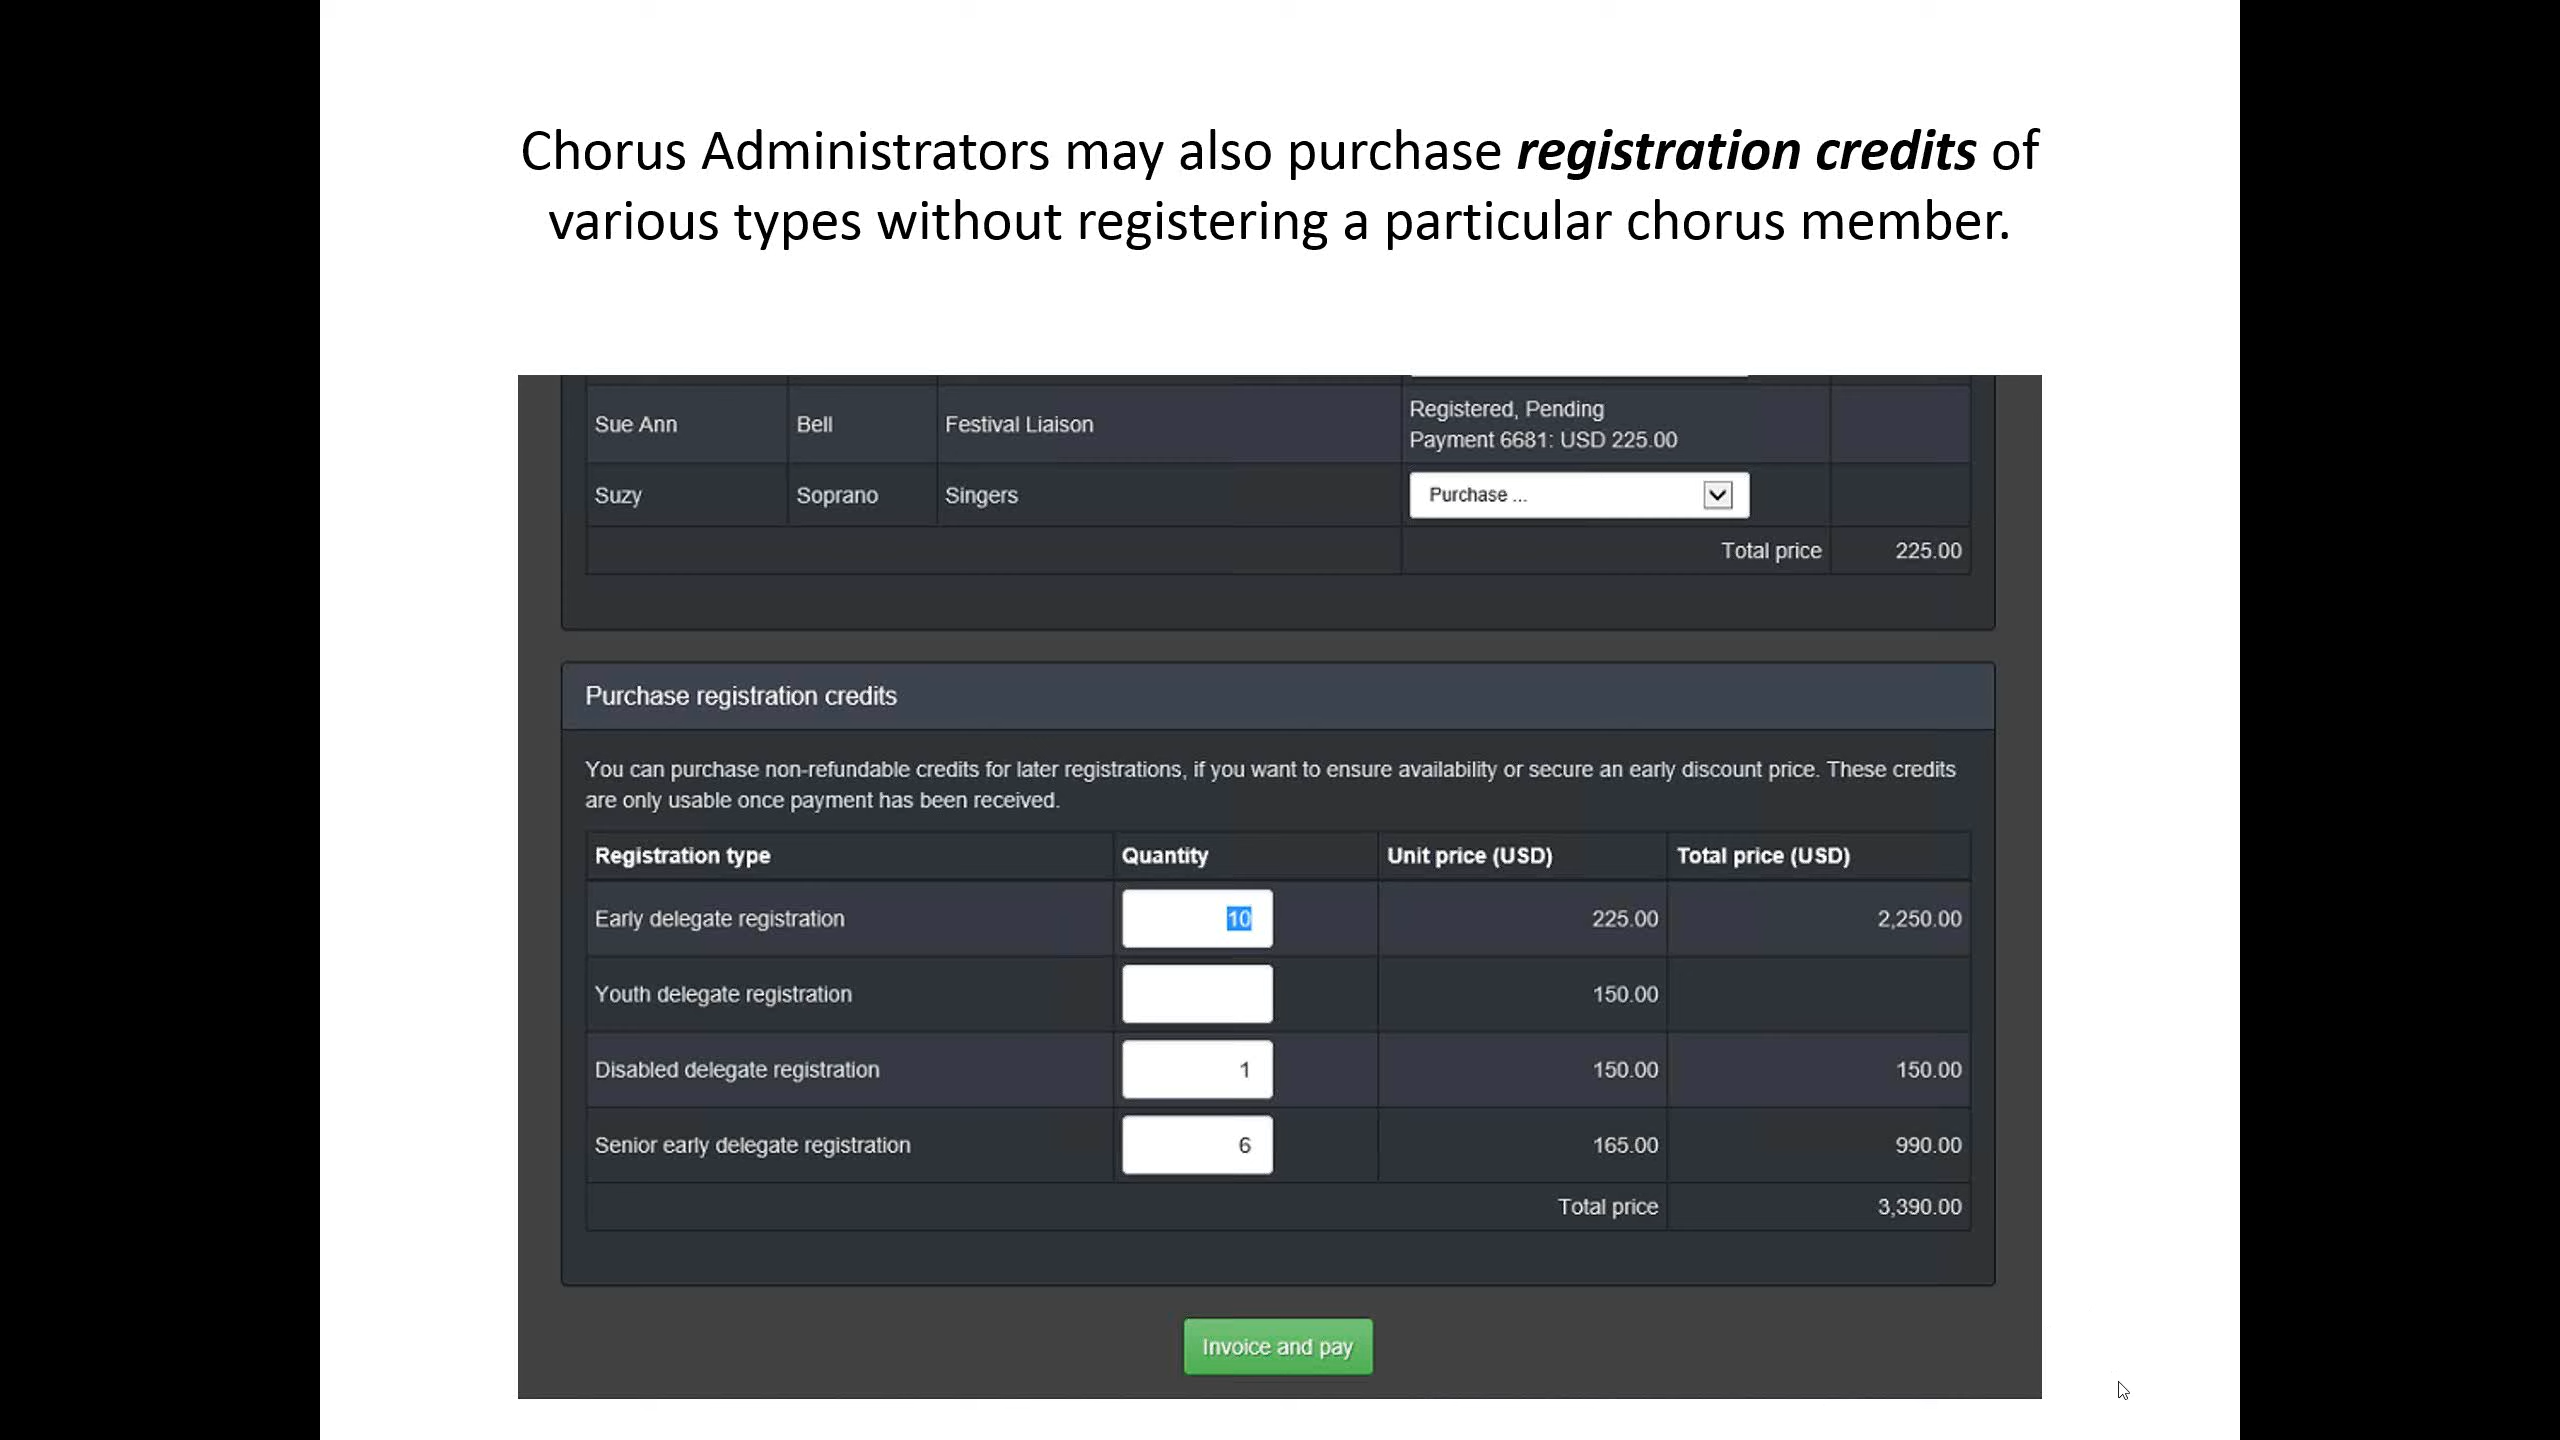 Chorus Administrators may also purchase registration credits of
various types without registering a particular chorus member.
Sue Ann Bell Festival Liaison Registered, Pending
Payment 6681: USD 225.00
Suzy Soprano Singers Purchase ...
Total price 225.00
Purchase registration credits
You can purchase non-refundable credits for later registrations, if you want to ensure availability or secure an early discount price. These credits
are only usable once payment has been received.
Registration type Quantity Unit price (USD) Total price (USD)
Early delegate registration 10 225.00 2,250.00
Youth delegate registration 150.00
Disabled delegate registration 1 150.00 150.00
Senior early delegate registration 6 165.00 990.00
Total price 3,390.00
Invoice and pay